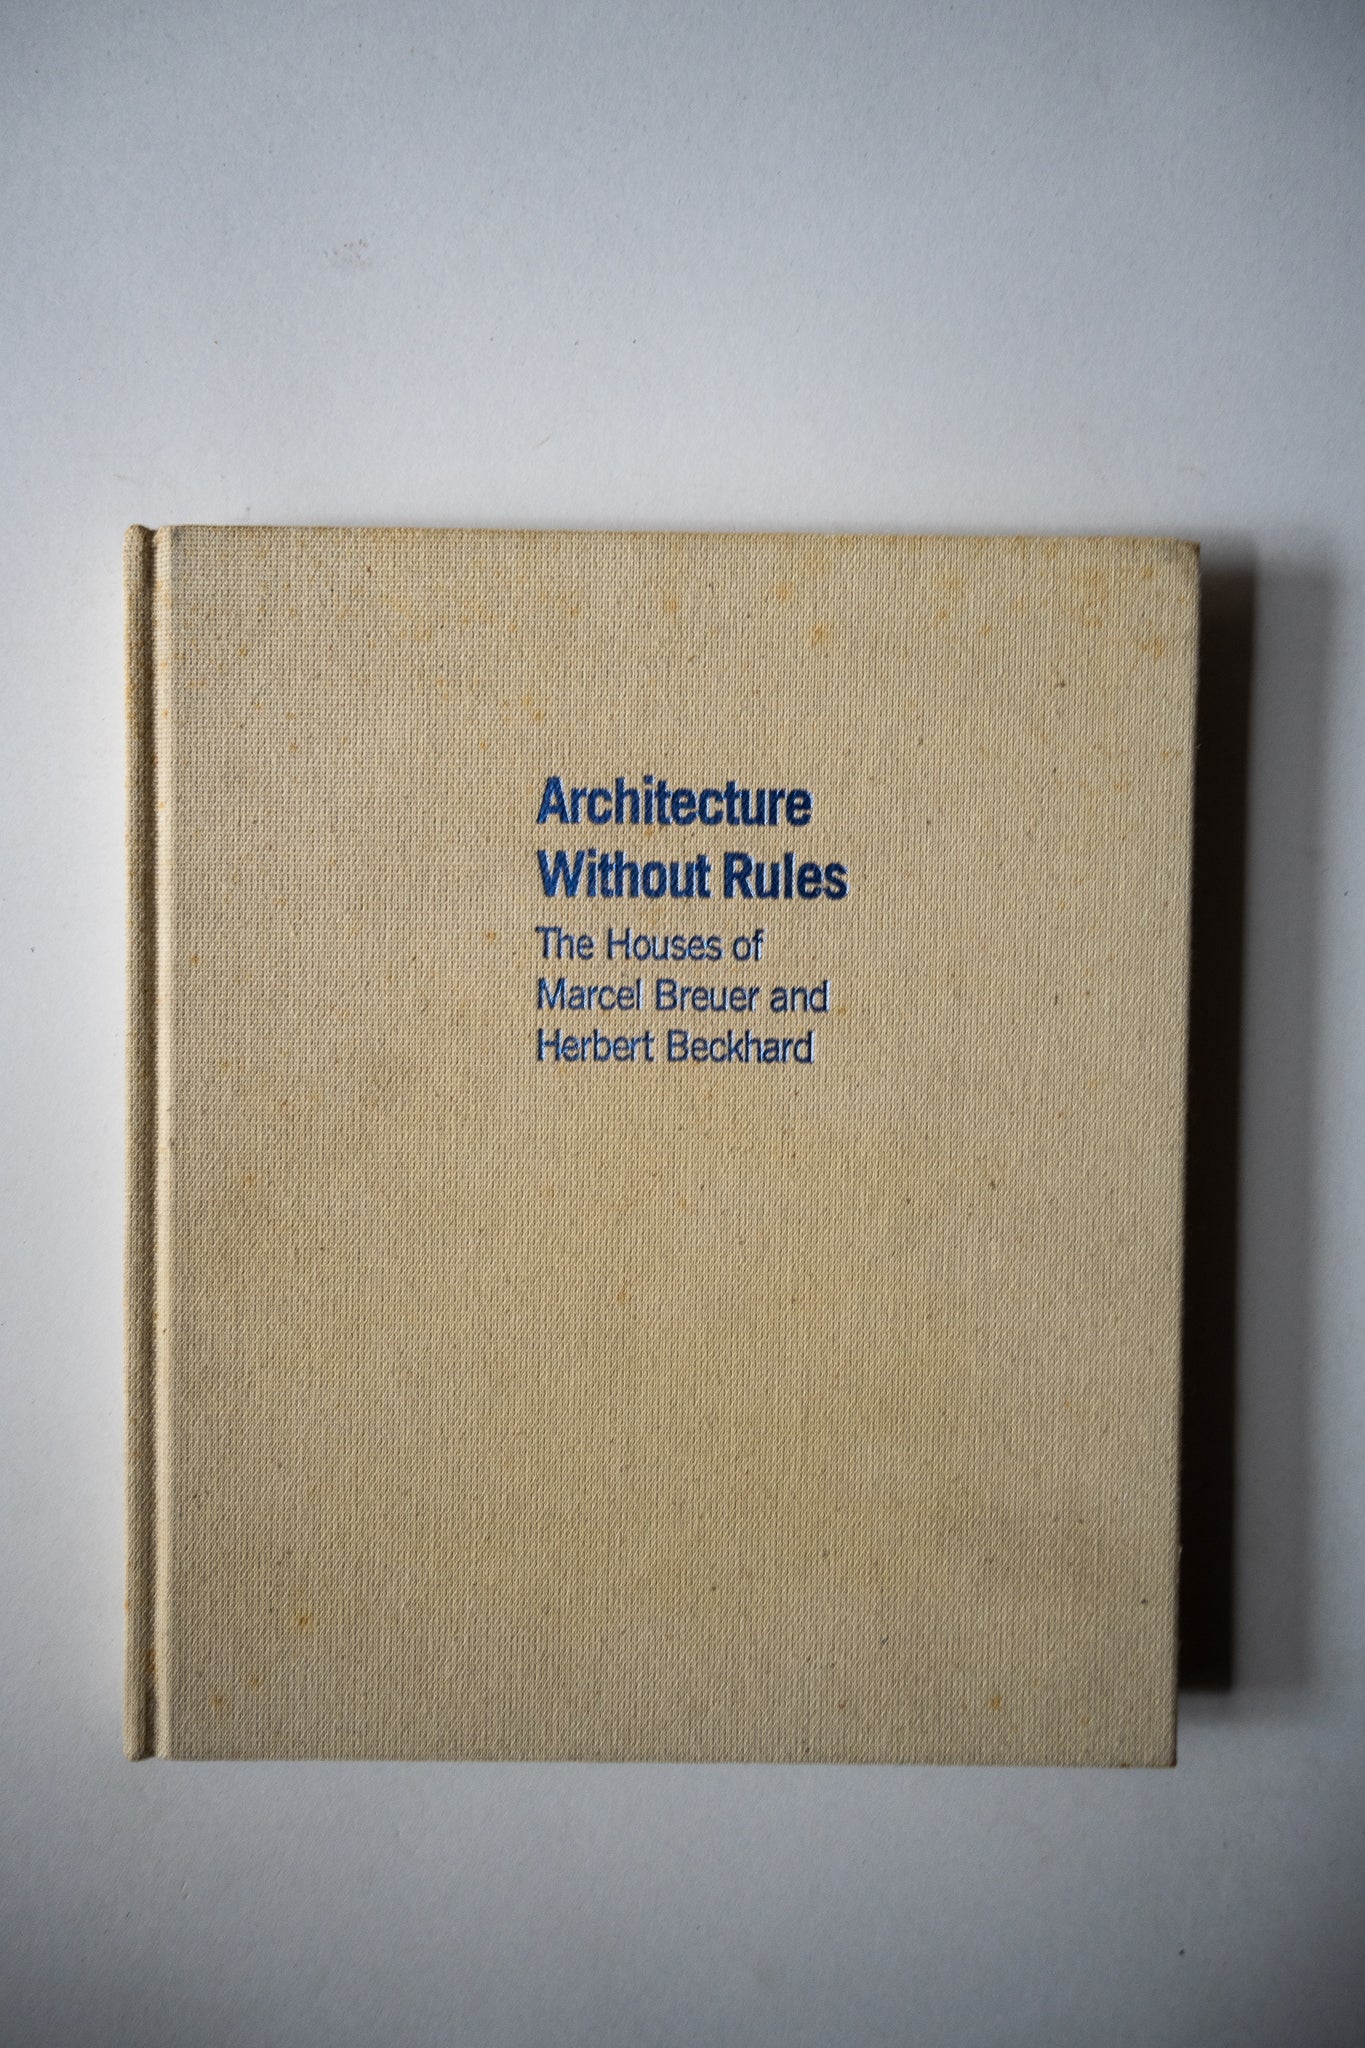 Architecture
Without Rules
The Houses of
Marcel Breuer and
Herbert Beckhard